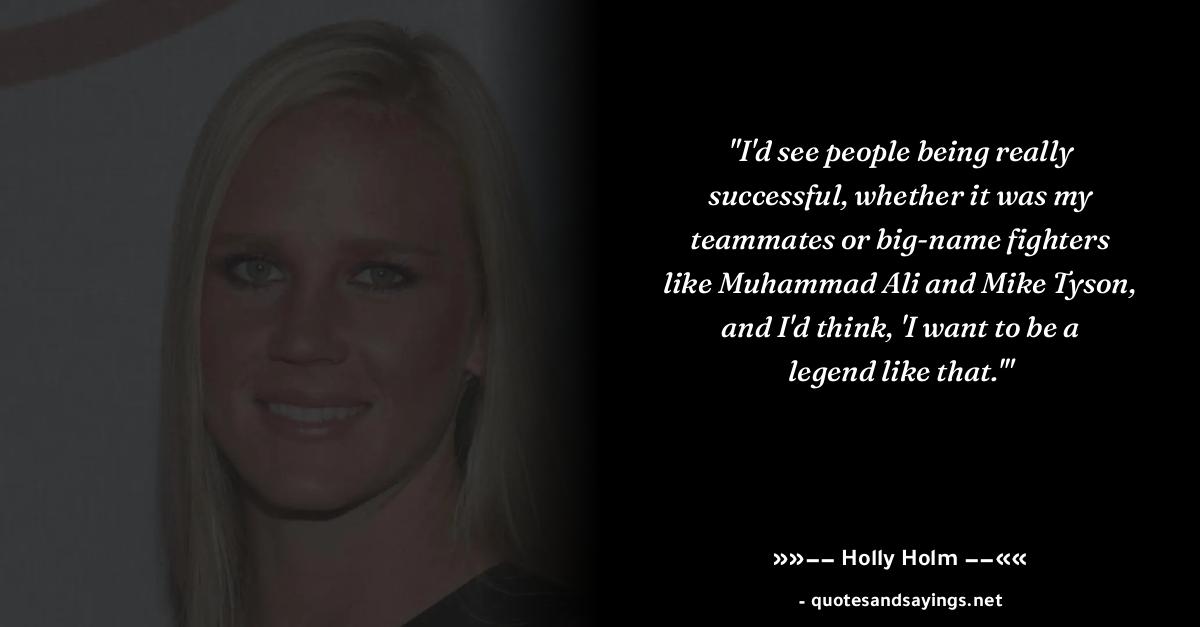 "I'd see people being really
successful, whether it was my
teammates or big-name fighters
like Muhammad Ali and Mike Tyson,
and I'd think, 'I want to be a
legend like that.'"
»»–– Holly Holm ––««
- quotesandsayings.net